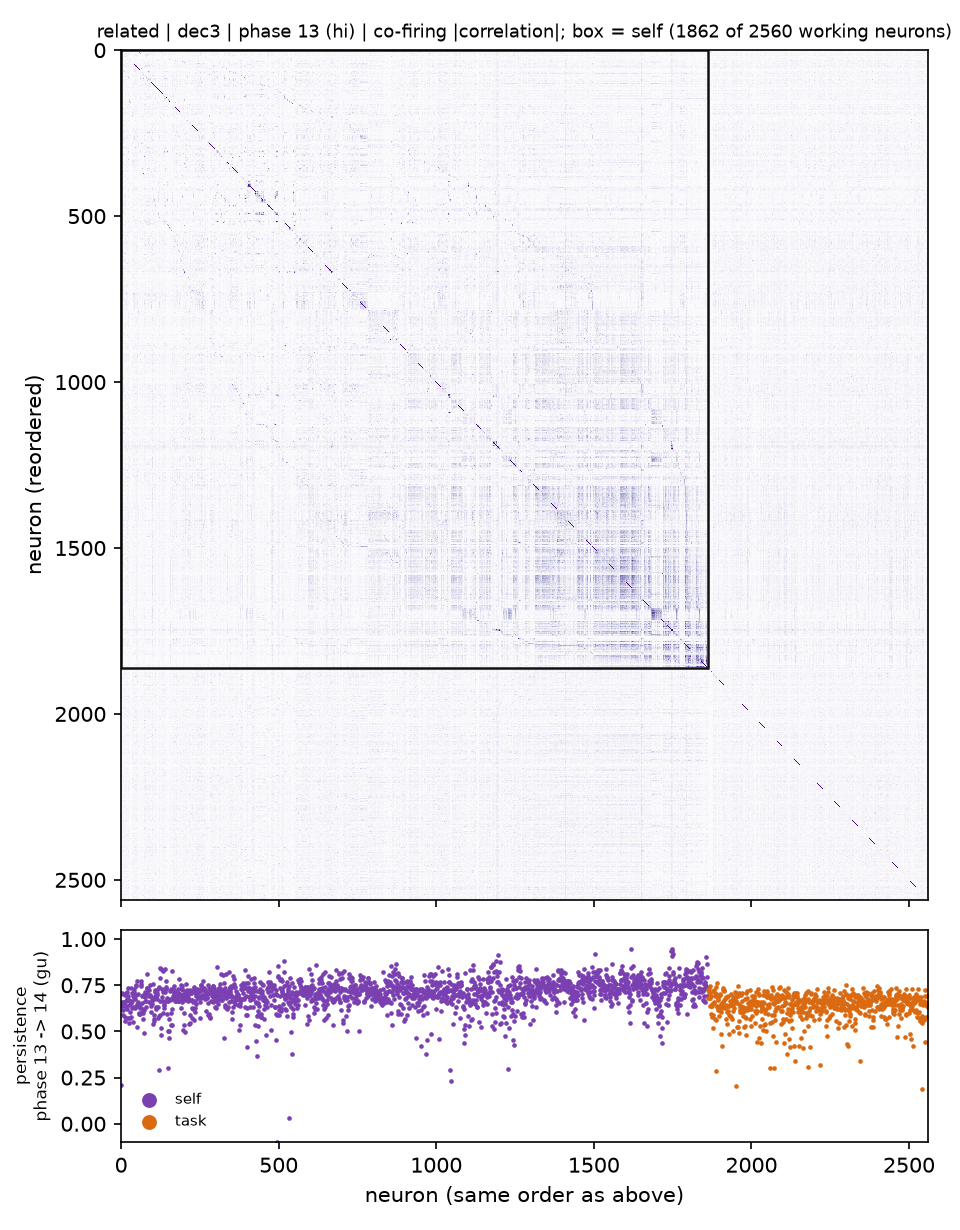 related | dec3 | phase 13 (hi) | co-firing |correlation|; box = self (1862 of 2560 working neurons)
0
500
1000
1500
2000
2500
neuron (reordered)
1.00
0.75
0.50
0.25
0.00
persistence
phase 13 -> 14 (gu)
self
task
0
500
1000
1500
2000
2500
neuron (same order as above)